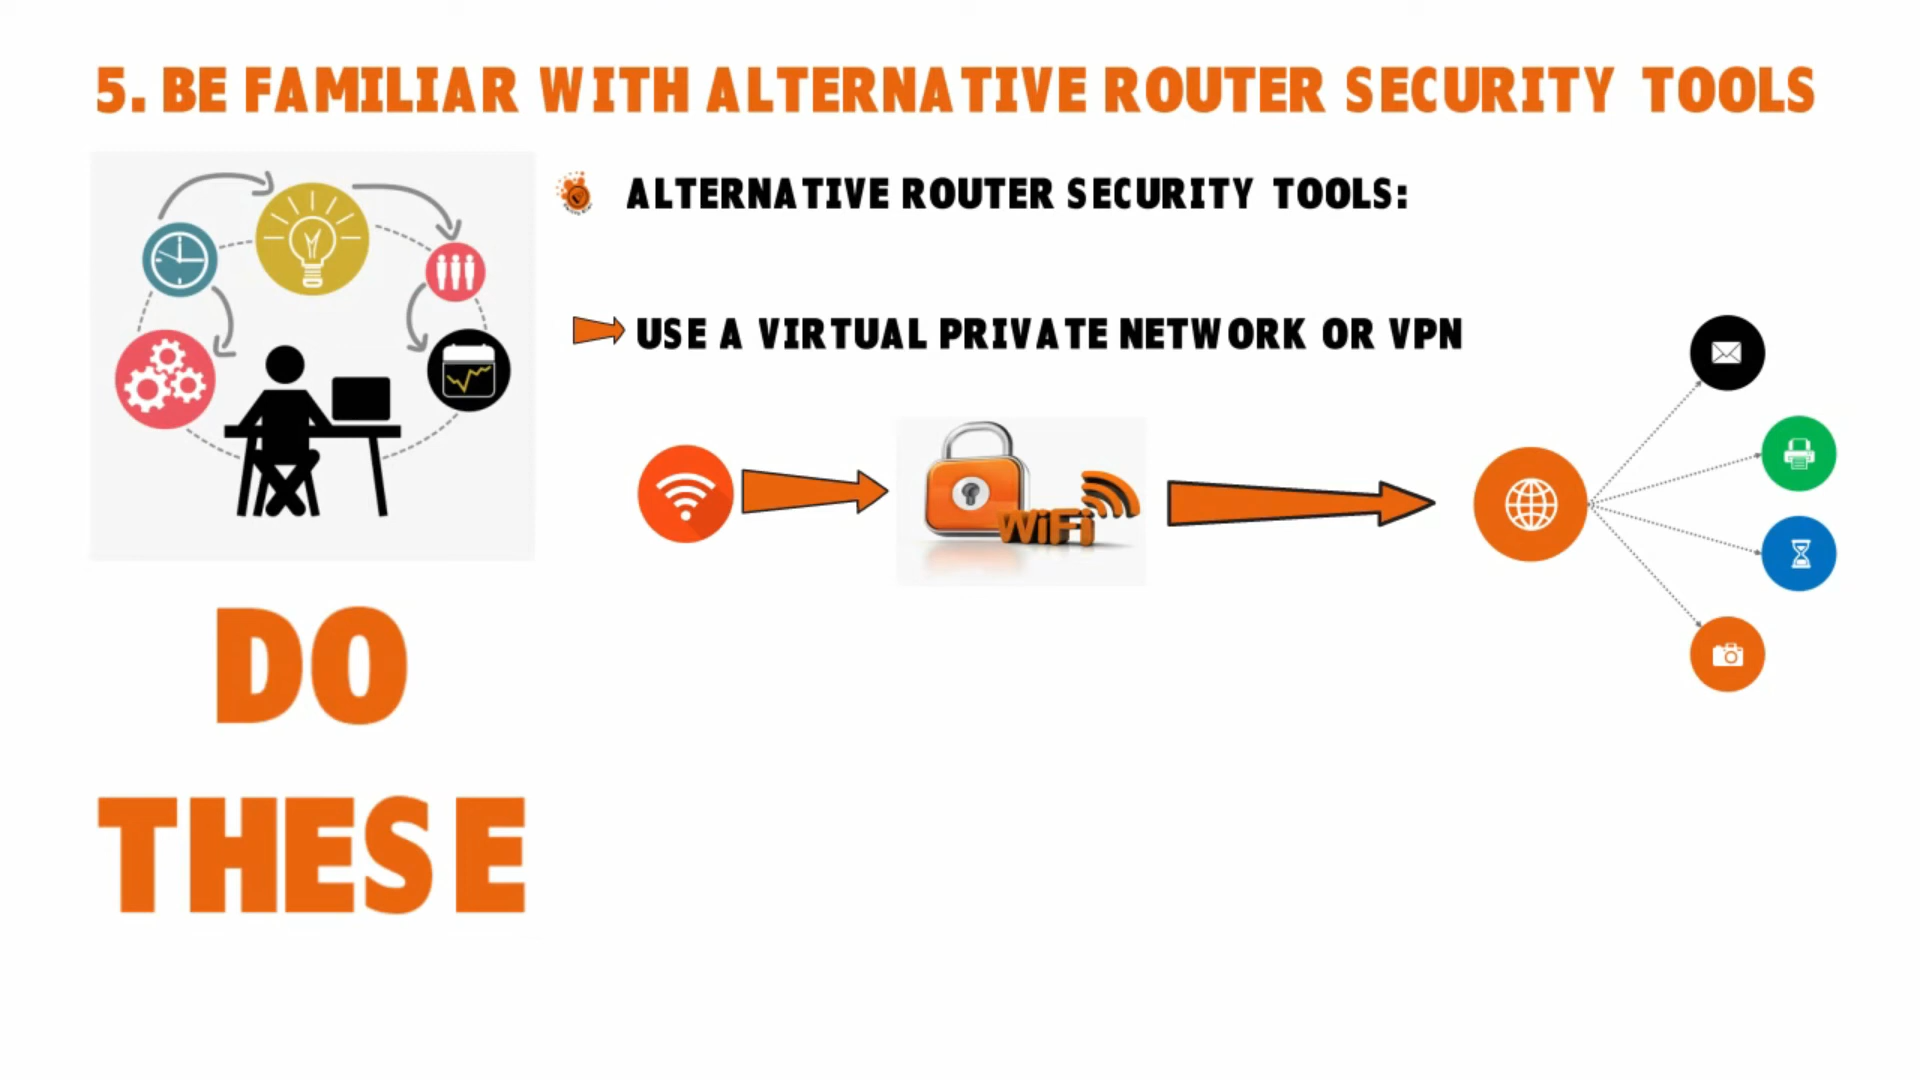 5. BE FAMILIAR WITH ALTERNATIVE ROUTER SECURITY TOOLS
ALTERNATIVE ROUTER SECURITY TOOLS:
USE A VIRTUAL PRIVATE NETWORK OR VPN
WiFi
DO
THESE